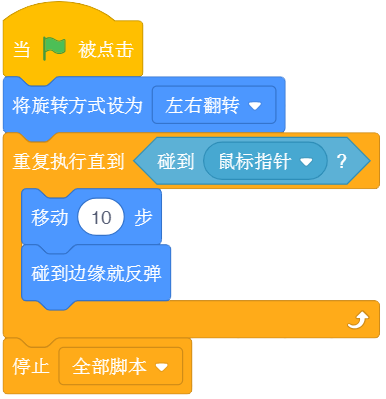 当 被点击
将旋转方式设为 左右翻转
重复执行直到 碰到 鼠标指针 ?
移动 10 步
碰到边缘就反弹
停止 全部脚本